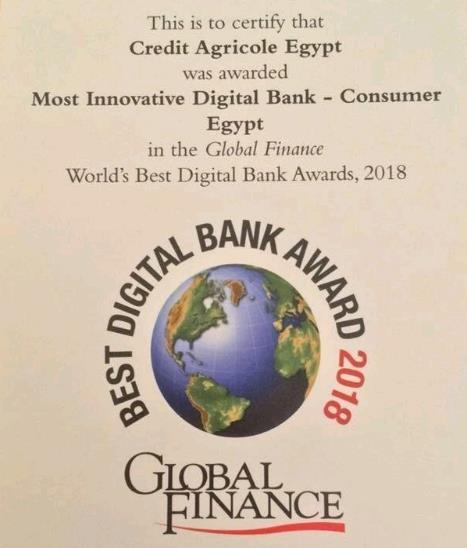 This is to certify that
Credit Agricole Egypt
was awarded
Most Innovative Digital Bank - Consumer
Egypt
in the Global Finance
World's Best Digital Bank Awards, 2018
BEST DIGITAL BANK AWARD 2018
GLOBAL
FINANCE